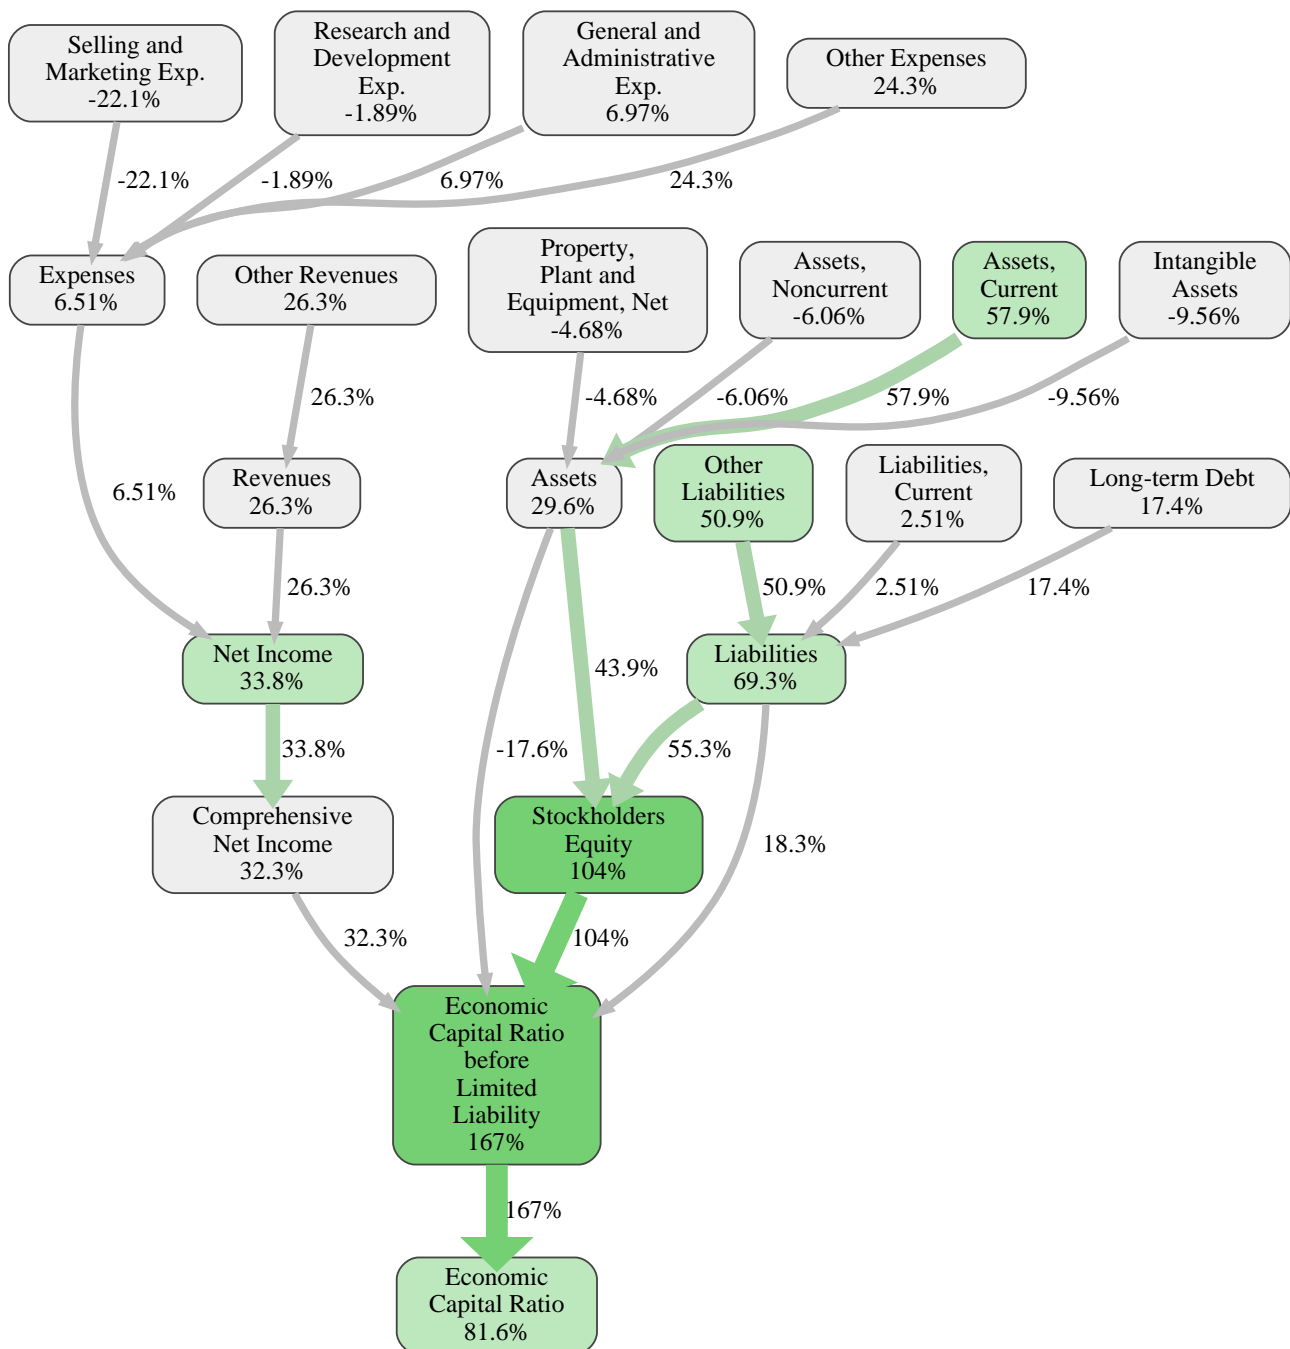 Selling and
Marketing Exp.
-22.1%
Research and
Development
Exp.
-1.89%
General and
Administrative
Exp.
6.97%
Other Expenses
24.3%
-22.1%
-1.89%
6.97%
24.3%
Expenses
6.51%
Other Revenues
26.3%
Property,
Plant and
Equipment, Net
-4.68%
Assets,
Noncurrent
-6.06%
Assets,
Current
57.9%
Intangible
Assets
-9.56%
26.3%
-4.68%
-6.06%
57.9%
-9.56%
6.51%
Revenues
26.3%
Assets
29.6%
Other
Liabilities
50.9%
Liabilities,
Current
2.51%
Long-term Debt
17.4%
26.3%
50.9%
2.51%
17.4%
Net Income
33.8%
43.9%
Liabilities
69.3%
33.8%
-17.6%
55.3%
Comprehensive
Net Income
32.3%
Stockholders
Equity
104%
18.3%
32.3%
104%
Economic
Capital Ratio
before
Limited
Liability
167%
167%
Economic
Capital Ratio
81.6%